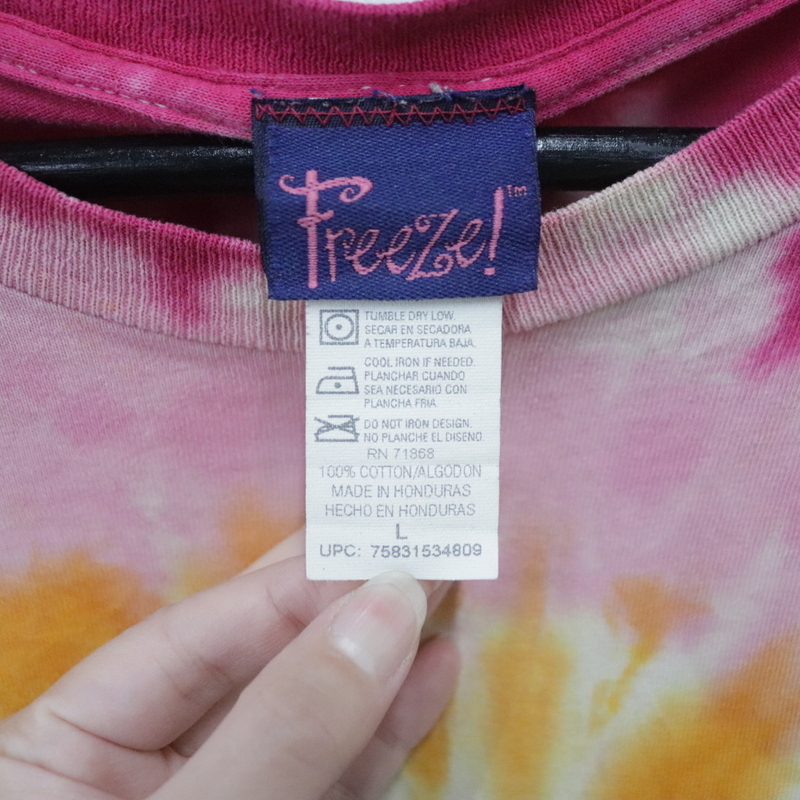 Freeze!™
TUMBLE DRY LOW
SECAR EN SECADORA
A TEMPERATURA BAJA.
COOL IRON IF NEEDED.
PLANCHAR CUANDO
SEA NECESARIO CON
PLANCHA FRIA.
DO NOT IRON DESIGN.
NO PLANCHE EL DISENO.
RN 71868
100% COTTON/ALGODON
MADE IN HONDURAS
HECHO EN HONDURAS
L
UPC: 75831534809